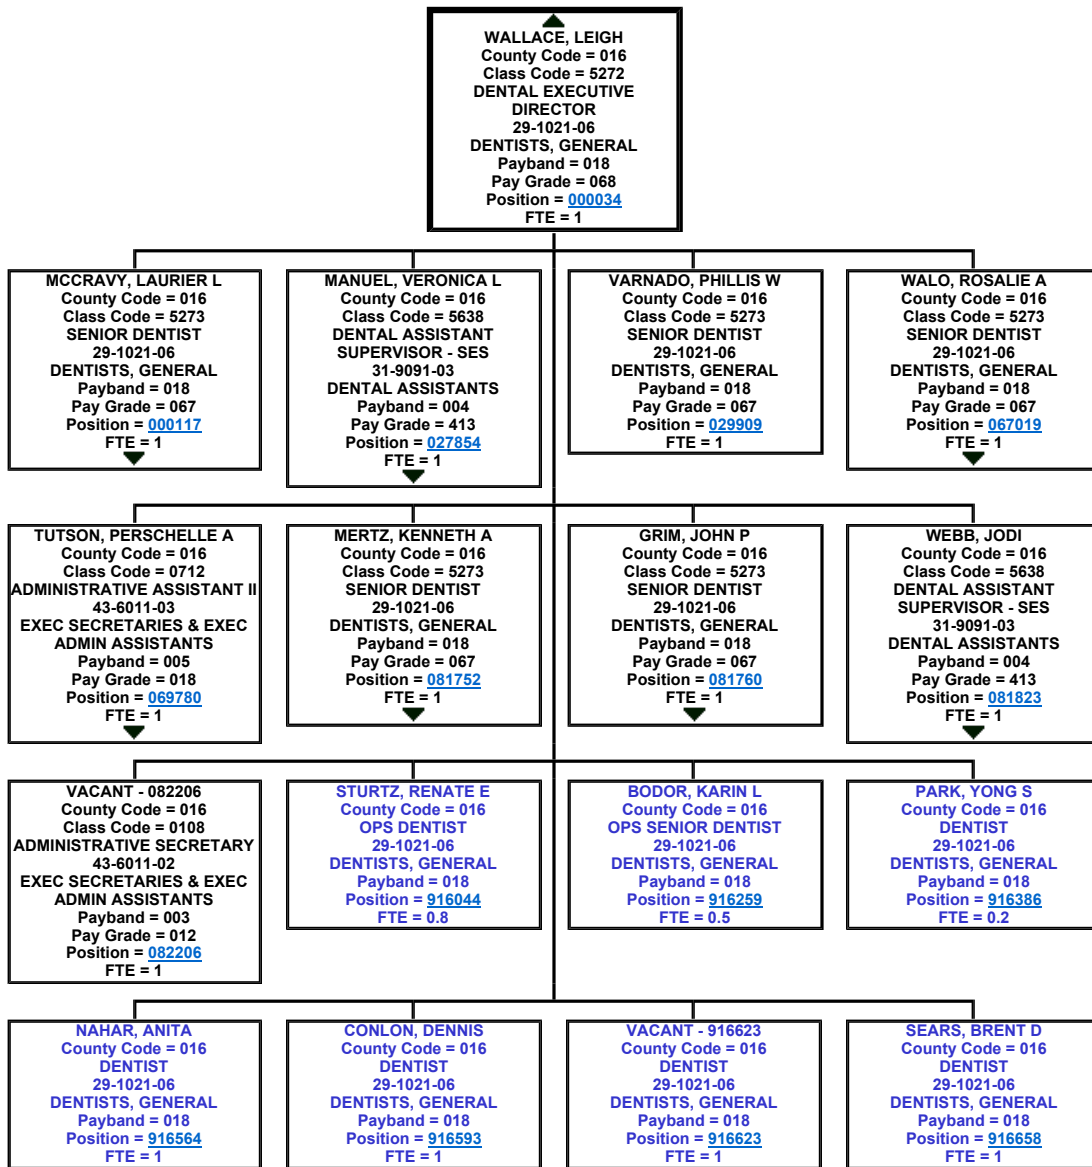 WALLACE, LEIGH
County Code = 016
Class Code = 5272
DENTAL EXECUTIVE
DIRECTOR
29-1021-06
DENTISTS, GENERAL
Payband = 018
Pay Grade = 068
Position = 000034
FTE = 1
MCCRAVY, LAURIER L
County Code = 016
Class Code = 5273
SENIOR DENTIST
29-1021-06
DENTISTS, GENERAL
Payband = 018
Pay Grade = 067
Position = 000117
FTE = 1
MANUEL, VERONICA L
County Code = 016
Class Code = 5638
DENTAL ASSISTANT
SUPERVISOR - SES
31-9091-03
DENTAL ASSISTANTS
Payband = 004
Pay Grade = 413
Position = 027854
FTE = 1
VARNADO, PHILLIS W
County Code = 016
Class Code = 5273
SENIOR DENTIST
29-1021-06
DENTISTS, GENERAL
Payband = 018
Pay Grade = 067
Position = 029909
FTE = 1
WALO, ROSALIE A
County Code = 016
Class Code = 5273
SENIOR DENTIST
29-1021-06
DENTISTS, GENERAL
Payband = 018
Pay Grade = 067
Position = 067019
FTE = 1
TUTSON, PERSCHELLE A
County Code = 016
Class Code = 0712
ADMINISTRATIVE ASSISTANT II
43-6011-03
EXEC SECRETARIES & EXEC
ADMIN ASSISTANTS
Payband = 005
Pay Grade = 018
Position = 069780
FTE = 1
MERTZ, KENNETH A
County Code = 016
Class Code = 5273
SENIOR DENTIST
29-1021-06
DENTISTS, GENERAL
Payband = 018
Pay Grade = 067
Position = 081752
FTE = 1
GRIM, JOHN P
County Code = 016
Class Code = 5273
SENIOR DENTIST
29-1021-06
DENTISTS, GENERAL
Payband = 018
Pay Grade = 067
Position = 081760
FTE = 1
WEBB, JODI
County Code = 016
Class Code = 5638
DENTAL ASSISTANT
SUPERVISOR - SES
31-9091-03
DENTAL ASSISTANTS
Payband = 004
Pay Grade = 413
Position = 081823
FTE = 1
VACANT - 082206
County Code = 016
Class Code = 0108
ADMINISTRATIVE SECRETARY
43-6011-02
EXEC SECRETARIES & EXEC
ADMIN ASSISTANTS
Payband = 003
Pay Grade = 012
Position = 082206
FTE = 1
STURTZ, RENATE E
County Code = 016
OPS DENTIST
29-1021-06
DENTISTS, GENERAL
Payband = 018
Position = 916044
FTE = 0.8
BODOR, KARIN L
County Code = 016
OPS SENIOR DENTIST
29-1021-06
DENTISTS, GENERAL
Payband = 018
Position = 916259
FTE = 0.5
PARK, YONG S
County Code = 016
DENTIST
29-1021-06
DENTISTS, GENERAL
Payband = 018
Position = 916386
FTE = 0.2
NAHAR, ANITA
County Code = 016
DENTIST
29-1021-06
DENTISTS, GENERAL
Payband = 018
Position = 916564
FTE = 1
CONLON, DENNIS
County Code = 016
DENTIST
29-1021-06
DENTISTS, GENERAL
Payband = 018
Position = 916593
FTE = 1
VACANT - 916623
County Code = 016
DENTIST
29-1021-06
DENTISTS, GENERAL
Payband = 018
Position = 916623
FTE = 1
SEARS, BRENT D
County Code = 016
DENTIST
29-1021-06
DENTISTS, GENERAL
Payband = 018
Position = 916658
FTE = 1